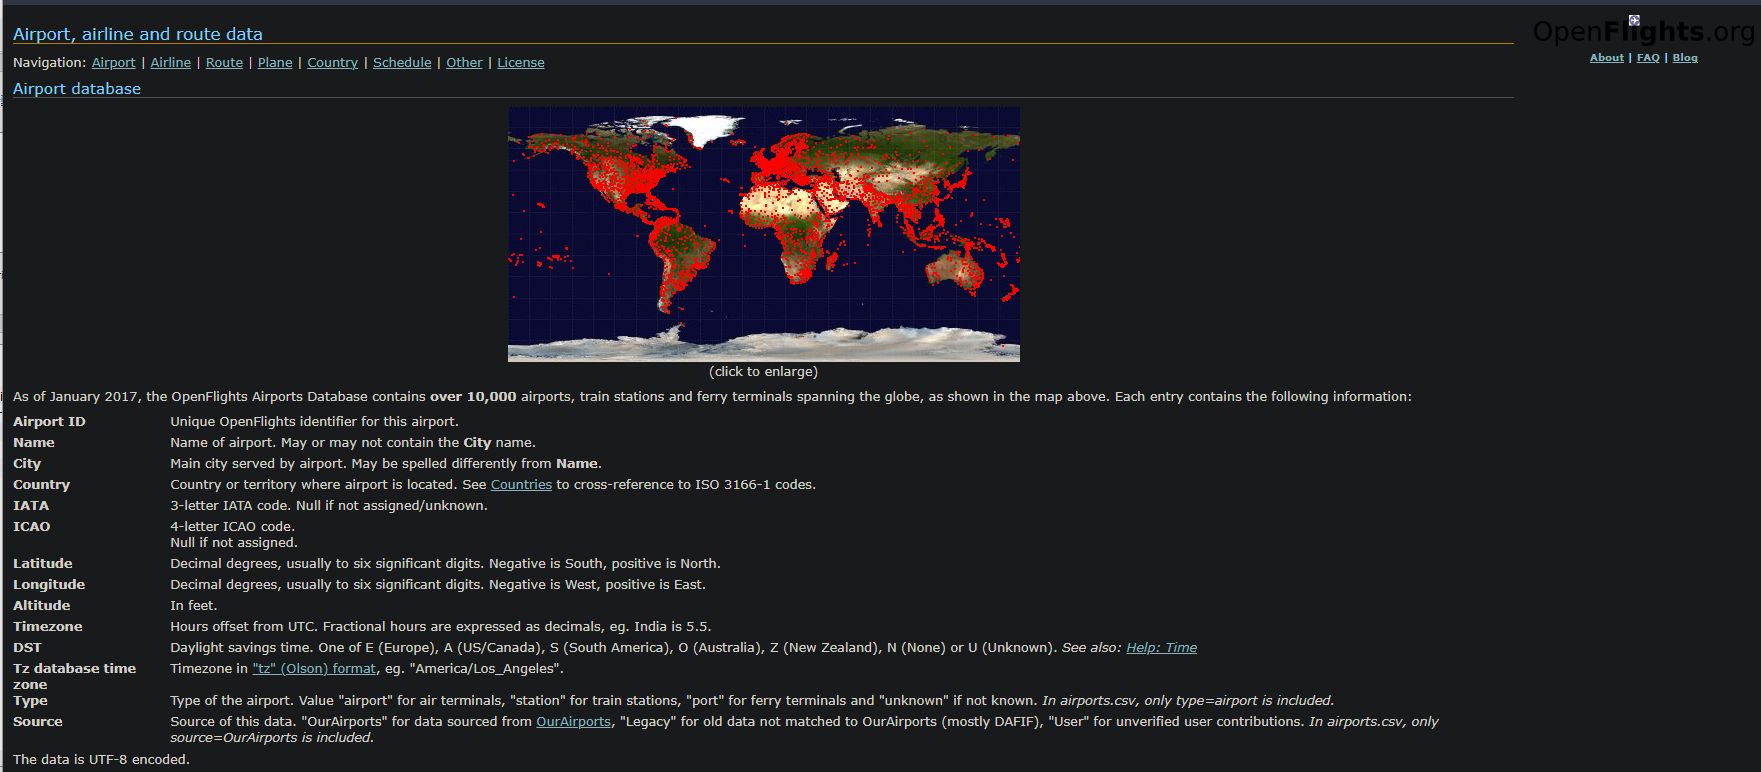 Airport, airline and route data
OpenFlights.org
Navigation: Airport | Airline | Route | Plane | Country | Schedule | Other | License
About | FAQ | Blog
Airport database
(click to enlarge)
As of January 2017, the OpenFlights Airports Database contains over 10,000 airports, train stations and ferry terminals spanning the globe, as shown in the map above. Each entry contains the following information:
Airport ID Unique OpenFlights identifier for this airport.
Name Name of airport. May or may not contain the City name.
City Main city served by airport. May be spelled differently from Name.
Country Country or territory where airport is located. See Countries to cross-reference to ISO 3166-1 codes.
IATA 3-letter IATA code. Null if not assigned/unknown.
ICAO 4-letter ICAO code.
Null if not assigned.
Latitude Decimal degrees, usually to six significant digits. Negative is South, positive is North.
Longitude Decimal degrees, usually to six significant digits. Negative is West, positive is East.
Altitude In feet.
Timezone Hours offset from UTC. Fractional hours are expressed as decimals, eg. India is 5.5.
DST Daylight savings time. One of E (Europe), A (US/Canada), S (South America), O (Australia), Z (New Zealand), N (None) or U (Unknown). See also: Help: Time
Tz database time Timezone in "tz" (Olson) format, eg. "America/Los_Angeles".
zone
Type Type of the airport. Value "airport" for air terminals, "station" for train stations, "port" for ferry terminals and "unknown" if not known. In airports.csv, only type=airport is included.
Source Source of this data. "OurAirports" for data sourced from OurAirports, "Legacy" for old data not matched to OurAirports (mostly DAFIF), "User" for unverified user contributions. In airports.csv, only
source=OurAirports is included.
The data is UTF-8 encoded.